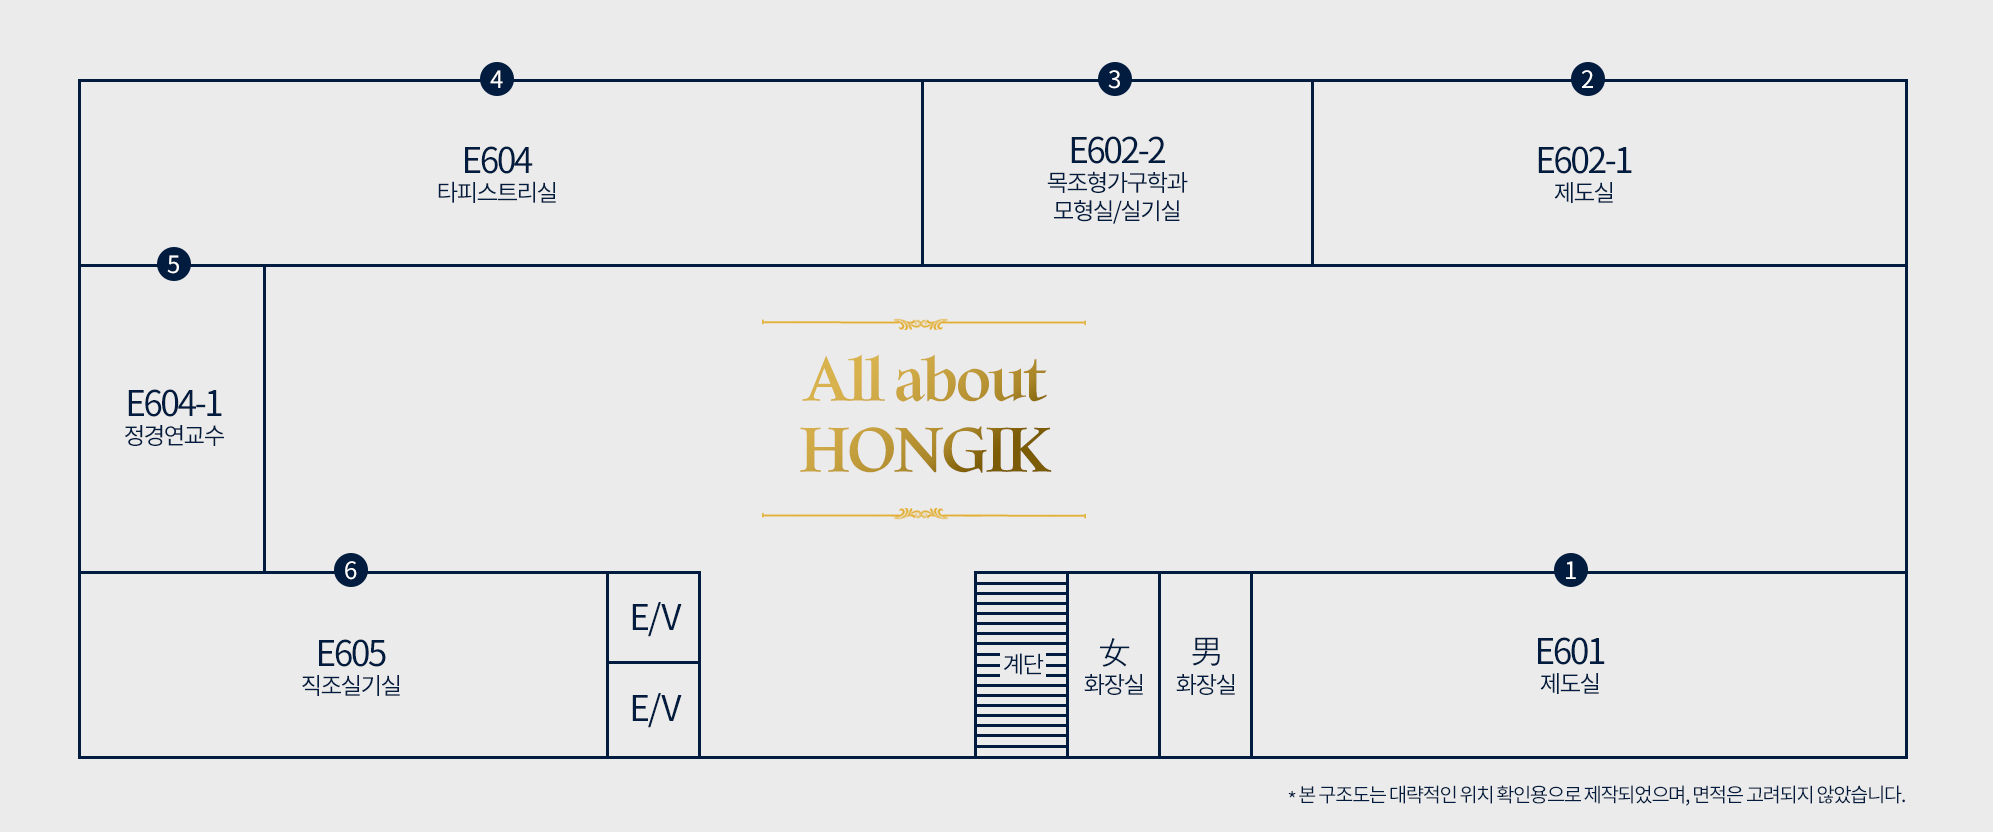 4
E604
타피스트리실
3
E602-2
목조형가구학과
모형실/실기실
2
E602-1
제도실
5
E604-1
정경연교수
All about
HONGIK
6
E605
직조실기실
E/V
E/V
계단
女
화장실
男
화장실
1
E601
제도실
* 본 구조도는 대략적인 위치 확인용으로 제작되었으며, 면적은 고려되지 않았습니다.